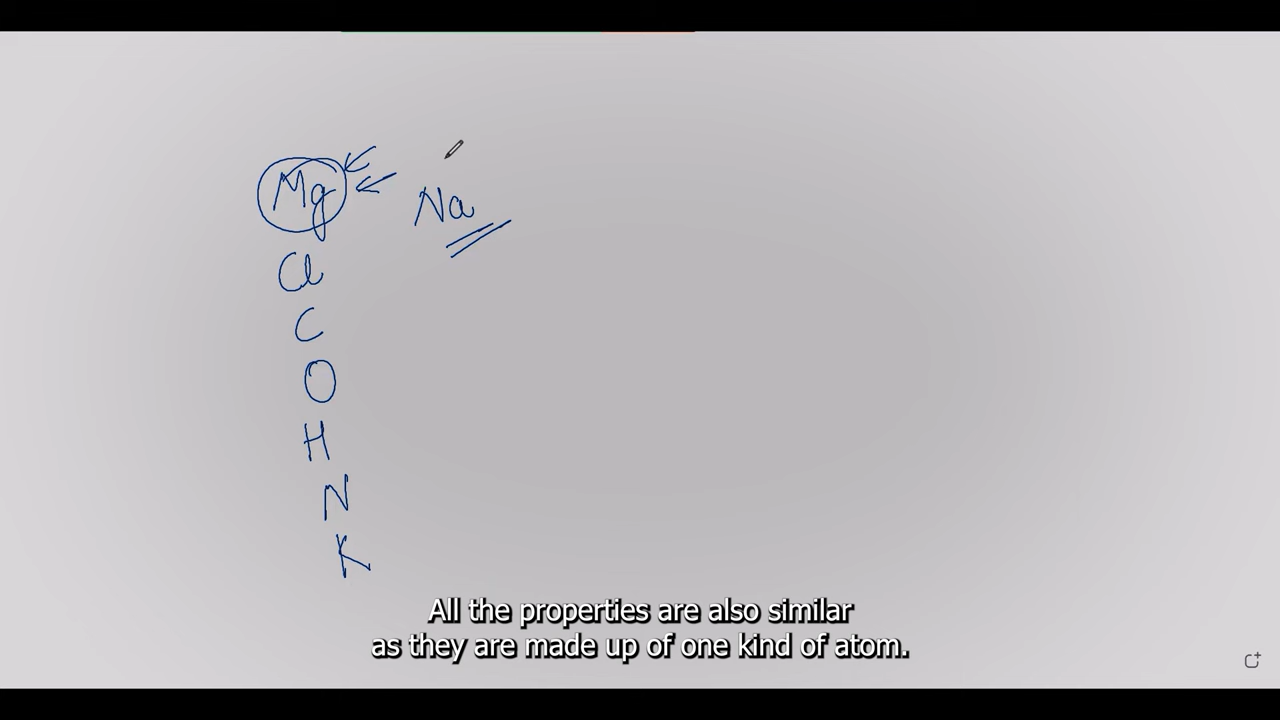 Mg
Na
Cl
C
O
H
N
K
All the properties are also similar
as they are made up of one kind of atom.